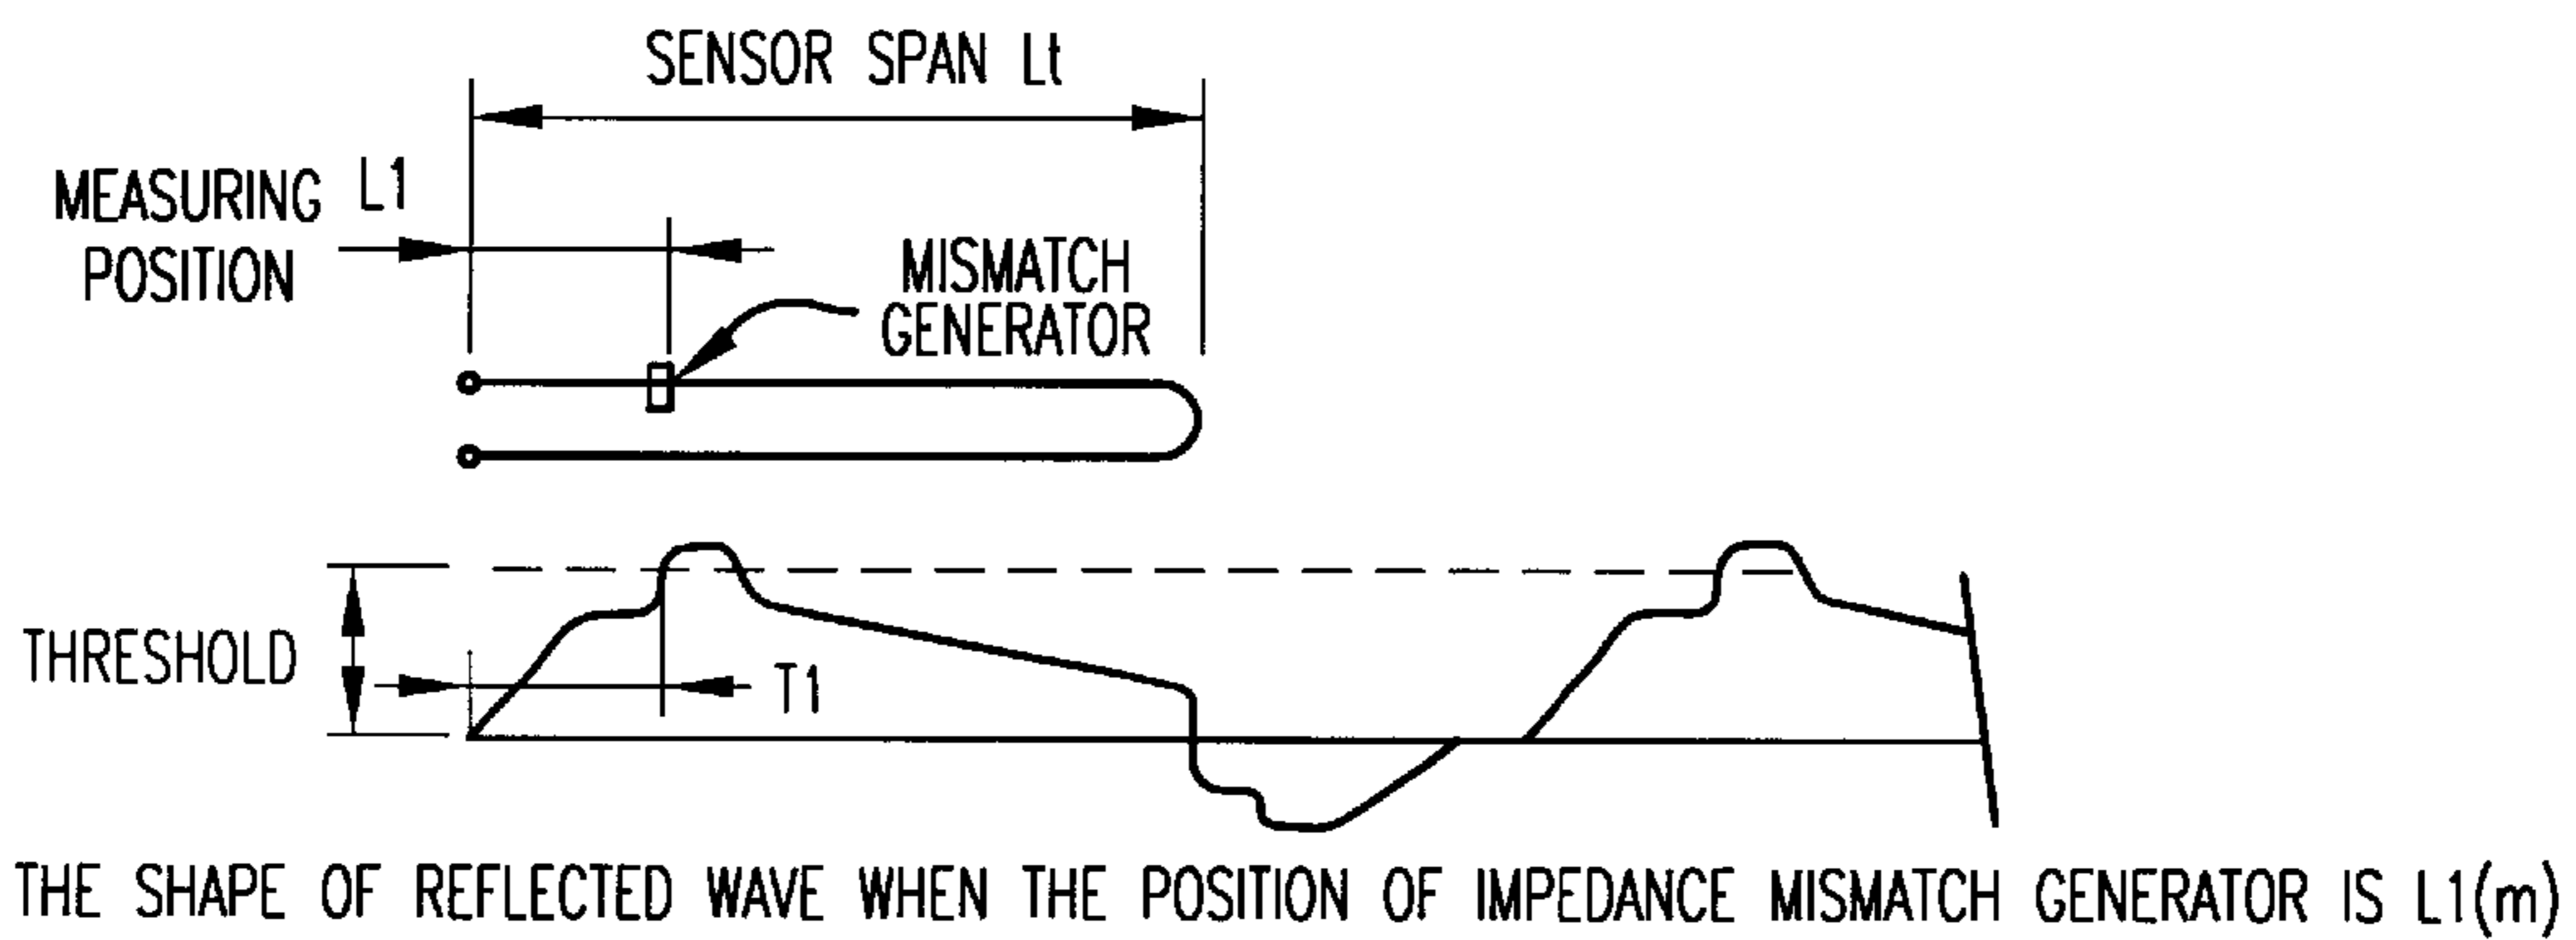 SENSOR SPAN Lt
L1
MEASURING
POSITION
MISMATCH
GENERATOR
THRESHOLD
T1
THE SHAPE OF REFLECTED WAVE WHEN THE POSITION OF IMPEDANCE MISMATCH GENERATOR IS L1(m)